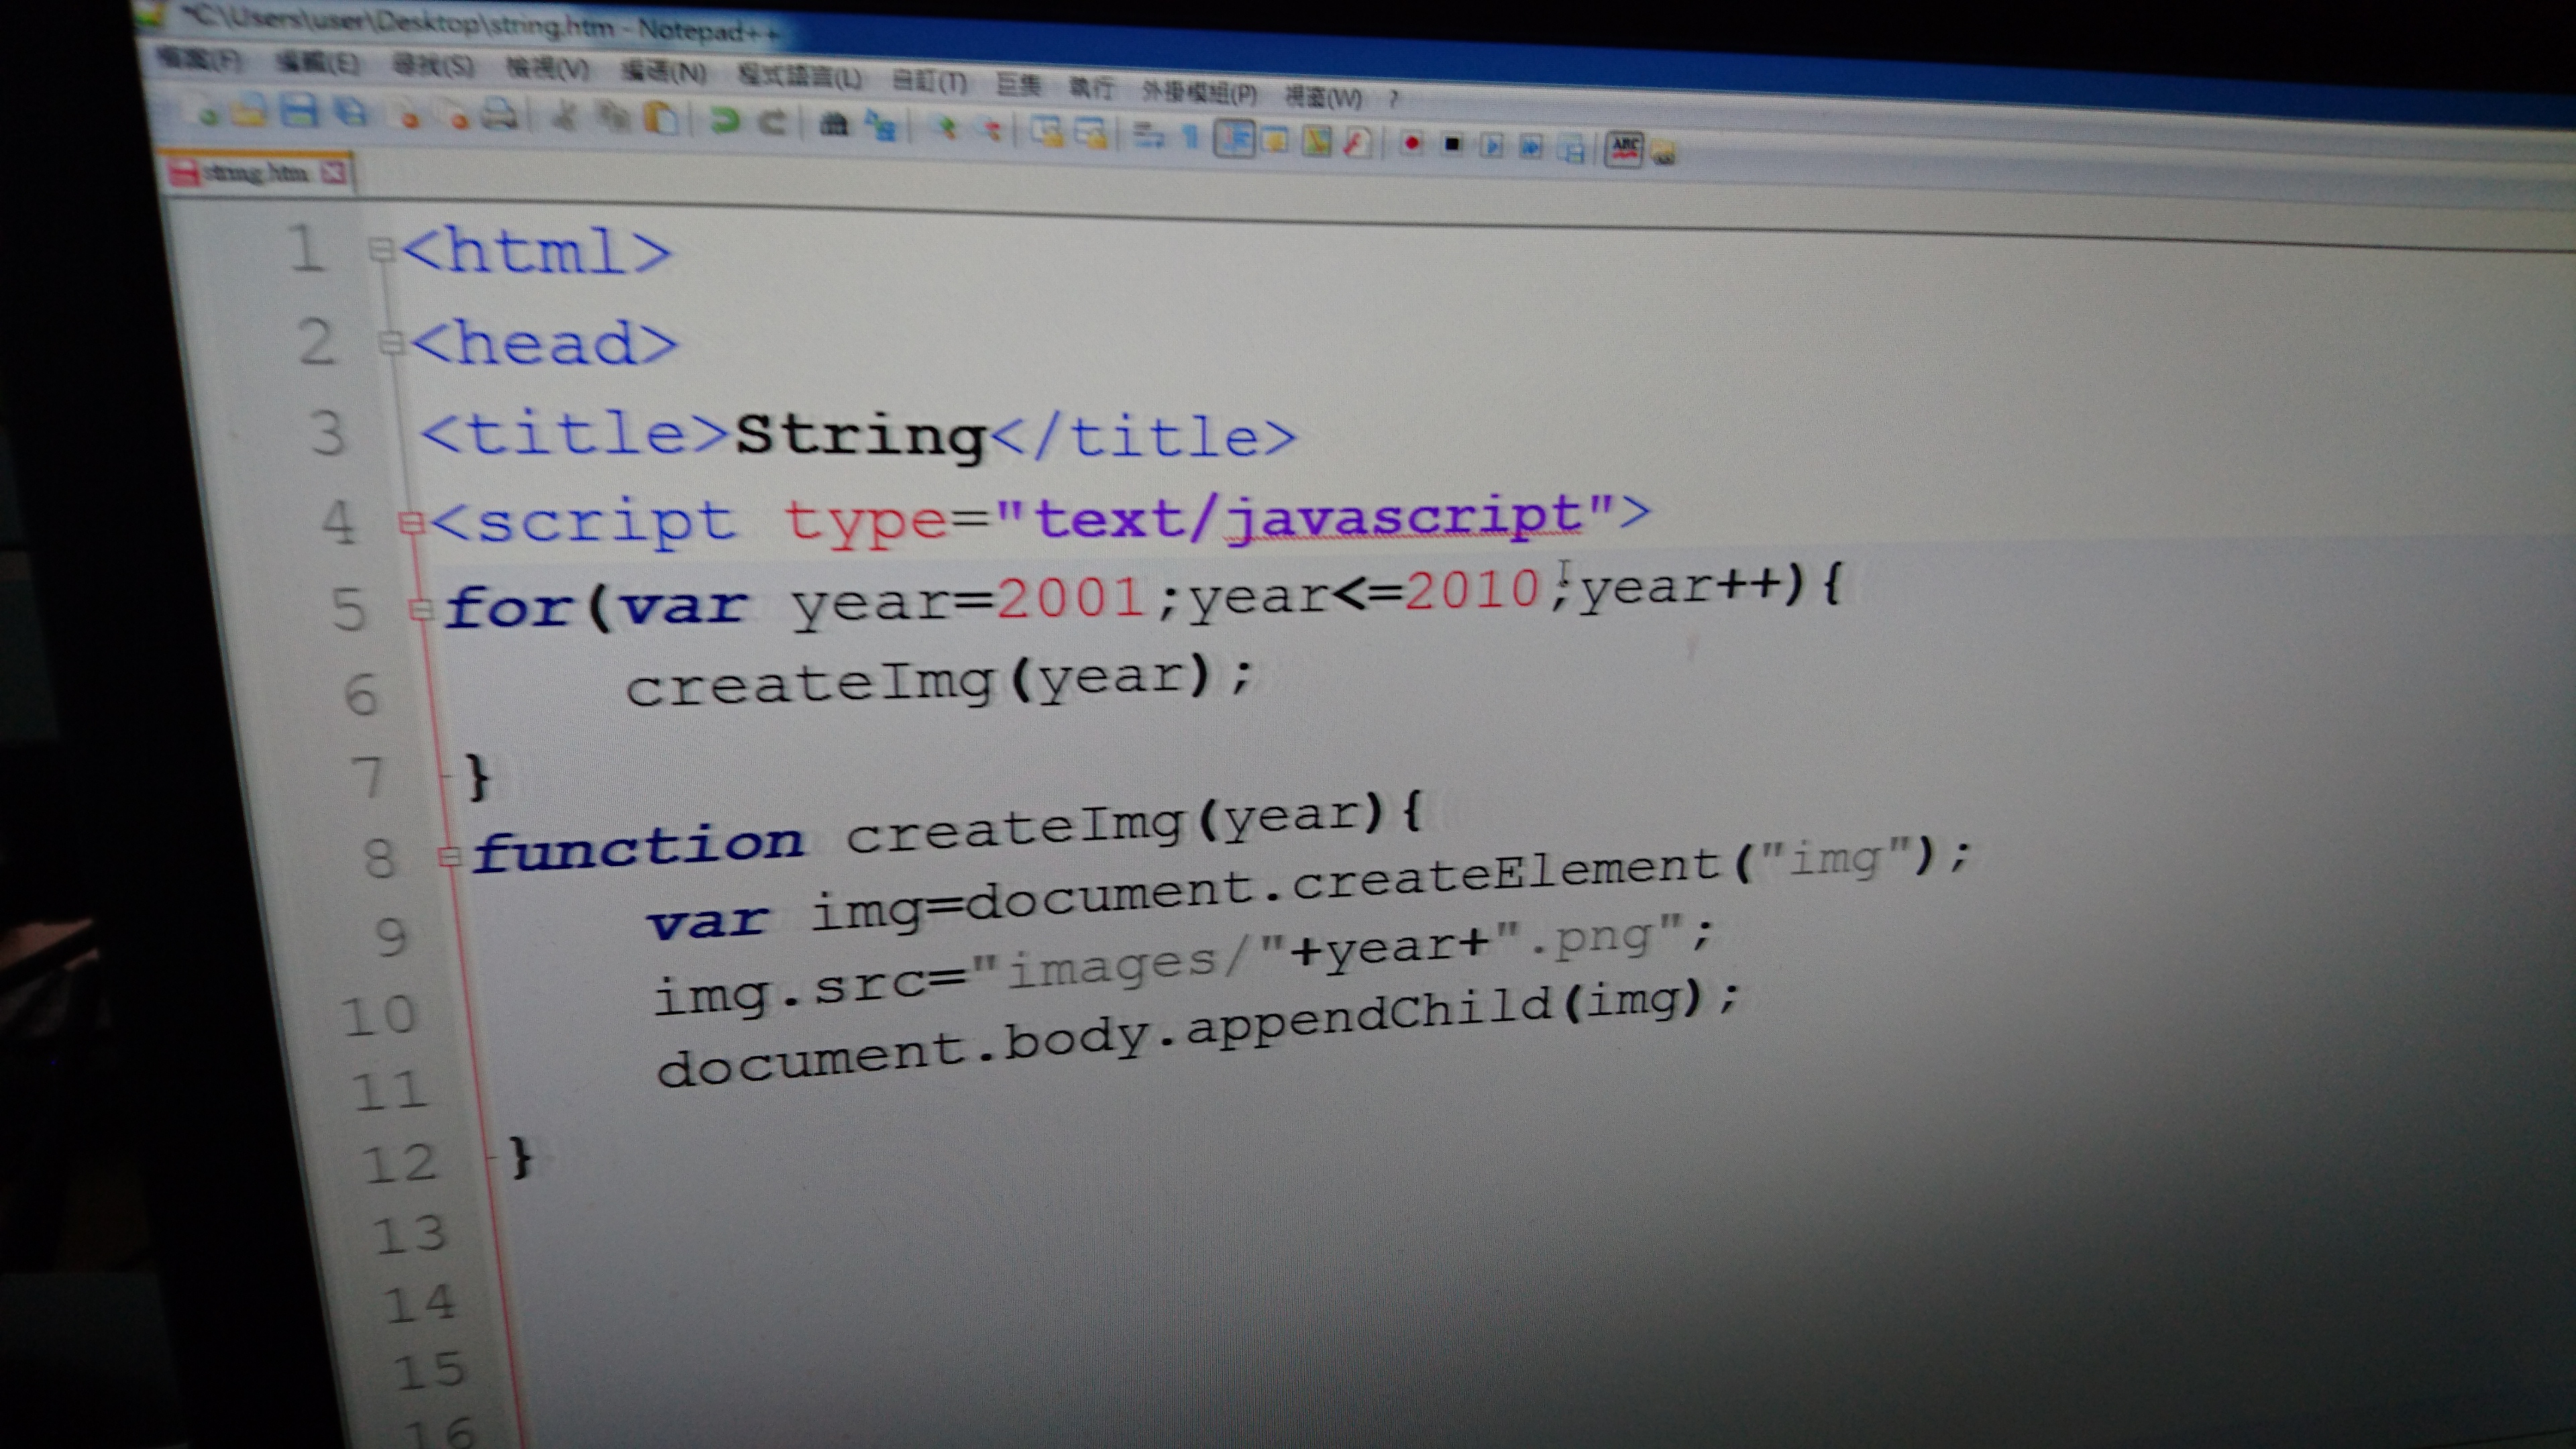 *C:\Users\user\Desktop\string.htm - Notepad++
檔案(F) 編輯(E) 尋找(S) 檢視(V) 編碼(N) 程式語言(L) 自訂(T) 巨集 執行 外掛模組(P) 視窗(W) ?
ABC
string.htm
1 <html>
2 <head>
3 <title>String</title>
4 <script type="text/javascript">
5 for(var year=2001;year<=2010;year++){
6 createImg(year);
7 }
8 function createImg(year){
9 var img=document.createElement("img");
10 img.src="images/"+year+".png";
11 document.body.appendChild(img);
12 }
13
14
15
16